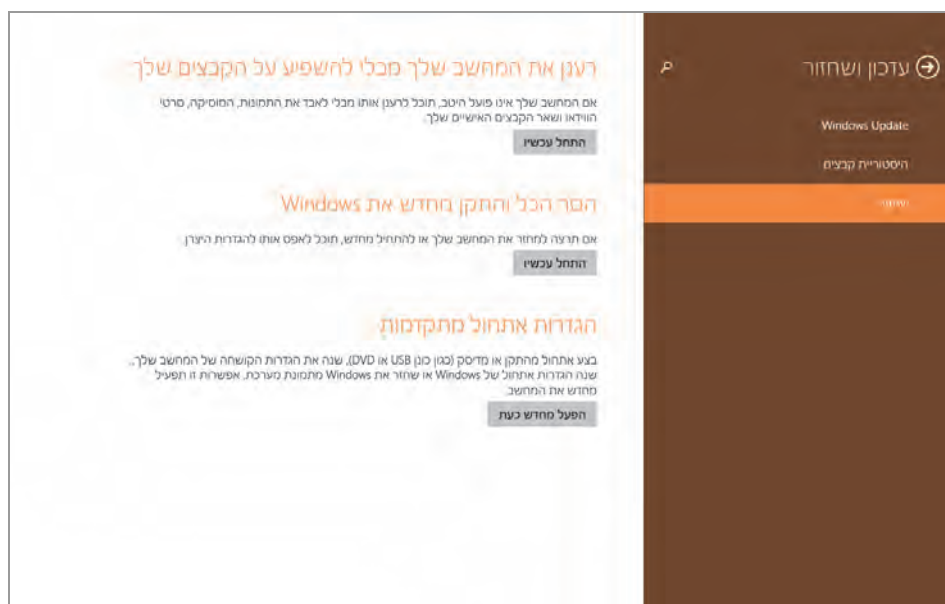 עדכון ושחזור
Windows Update
היסטוריית קבצים
רענן את המחשב שלך מבלי להשפיע על הקבצים שלך
אם המחשב שלך אינו פועל היטב, תוכל לרענן אותו מבלי לאבד את התמונות, המוסיקה, סרטי
הווידאו ושאר הקבצים האישיים שלך.
התחל עכשיו
הסר הכל והתקן מחדש את Windows
אם תרצה למחזר את המחשב שלך או להתחיל מחדש, תוכל לאפס אותו להגדרות היצרן.
התחל עכשיו
הגדרות אתחול מתקדמות
בצע אתחול מהתקן או מדיסק (כגון כונן USB או DVD), שנה את הגדרות הקושחה של המחשב שלך,.
שנה הגדרות אתחול של Windows או שחזר את Windows מתמונת מערכת. אפשרות זו תפעיל
מחדש את המחשב.
הפעל מחדש כעת